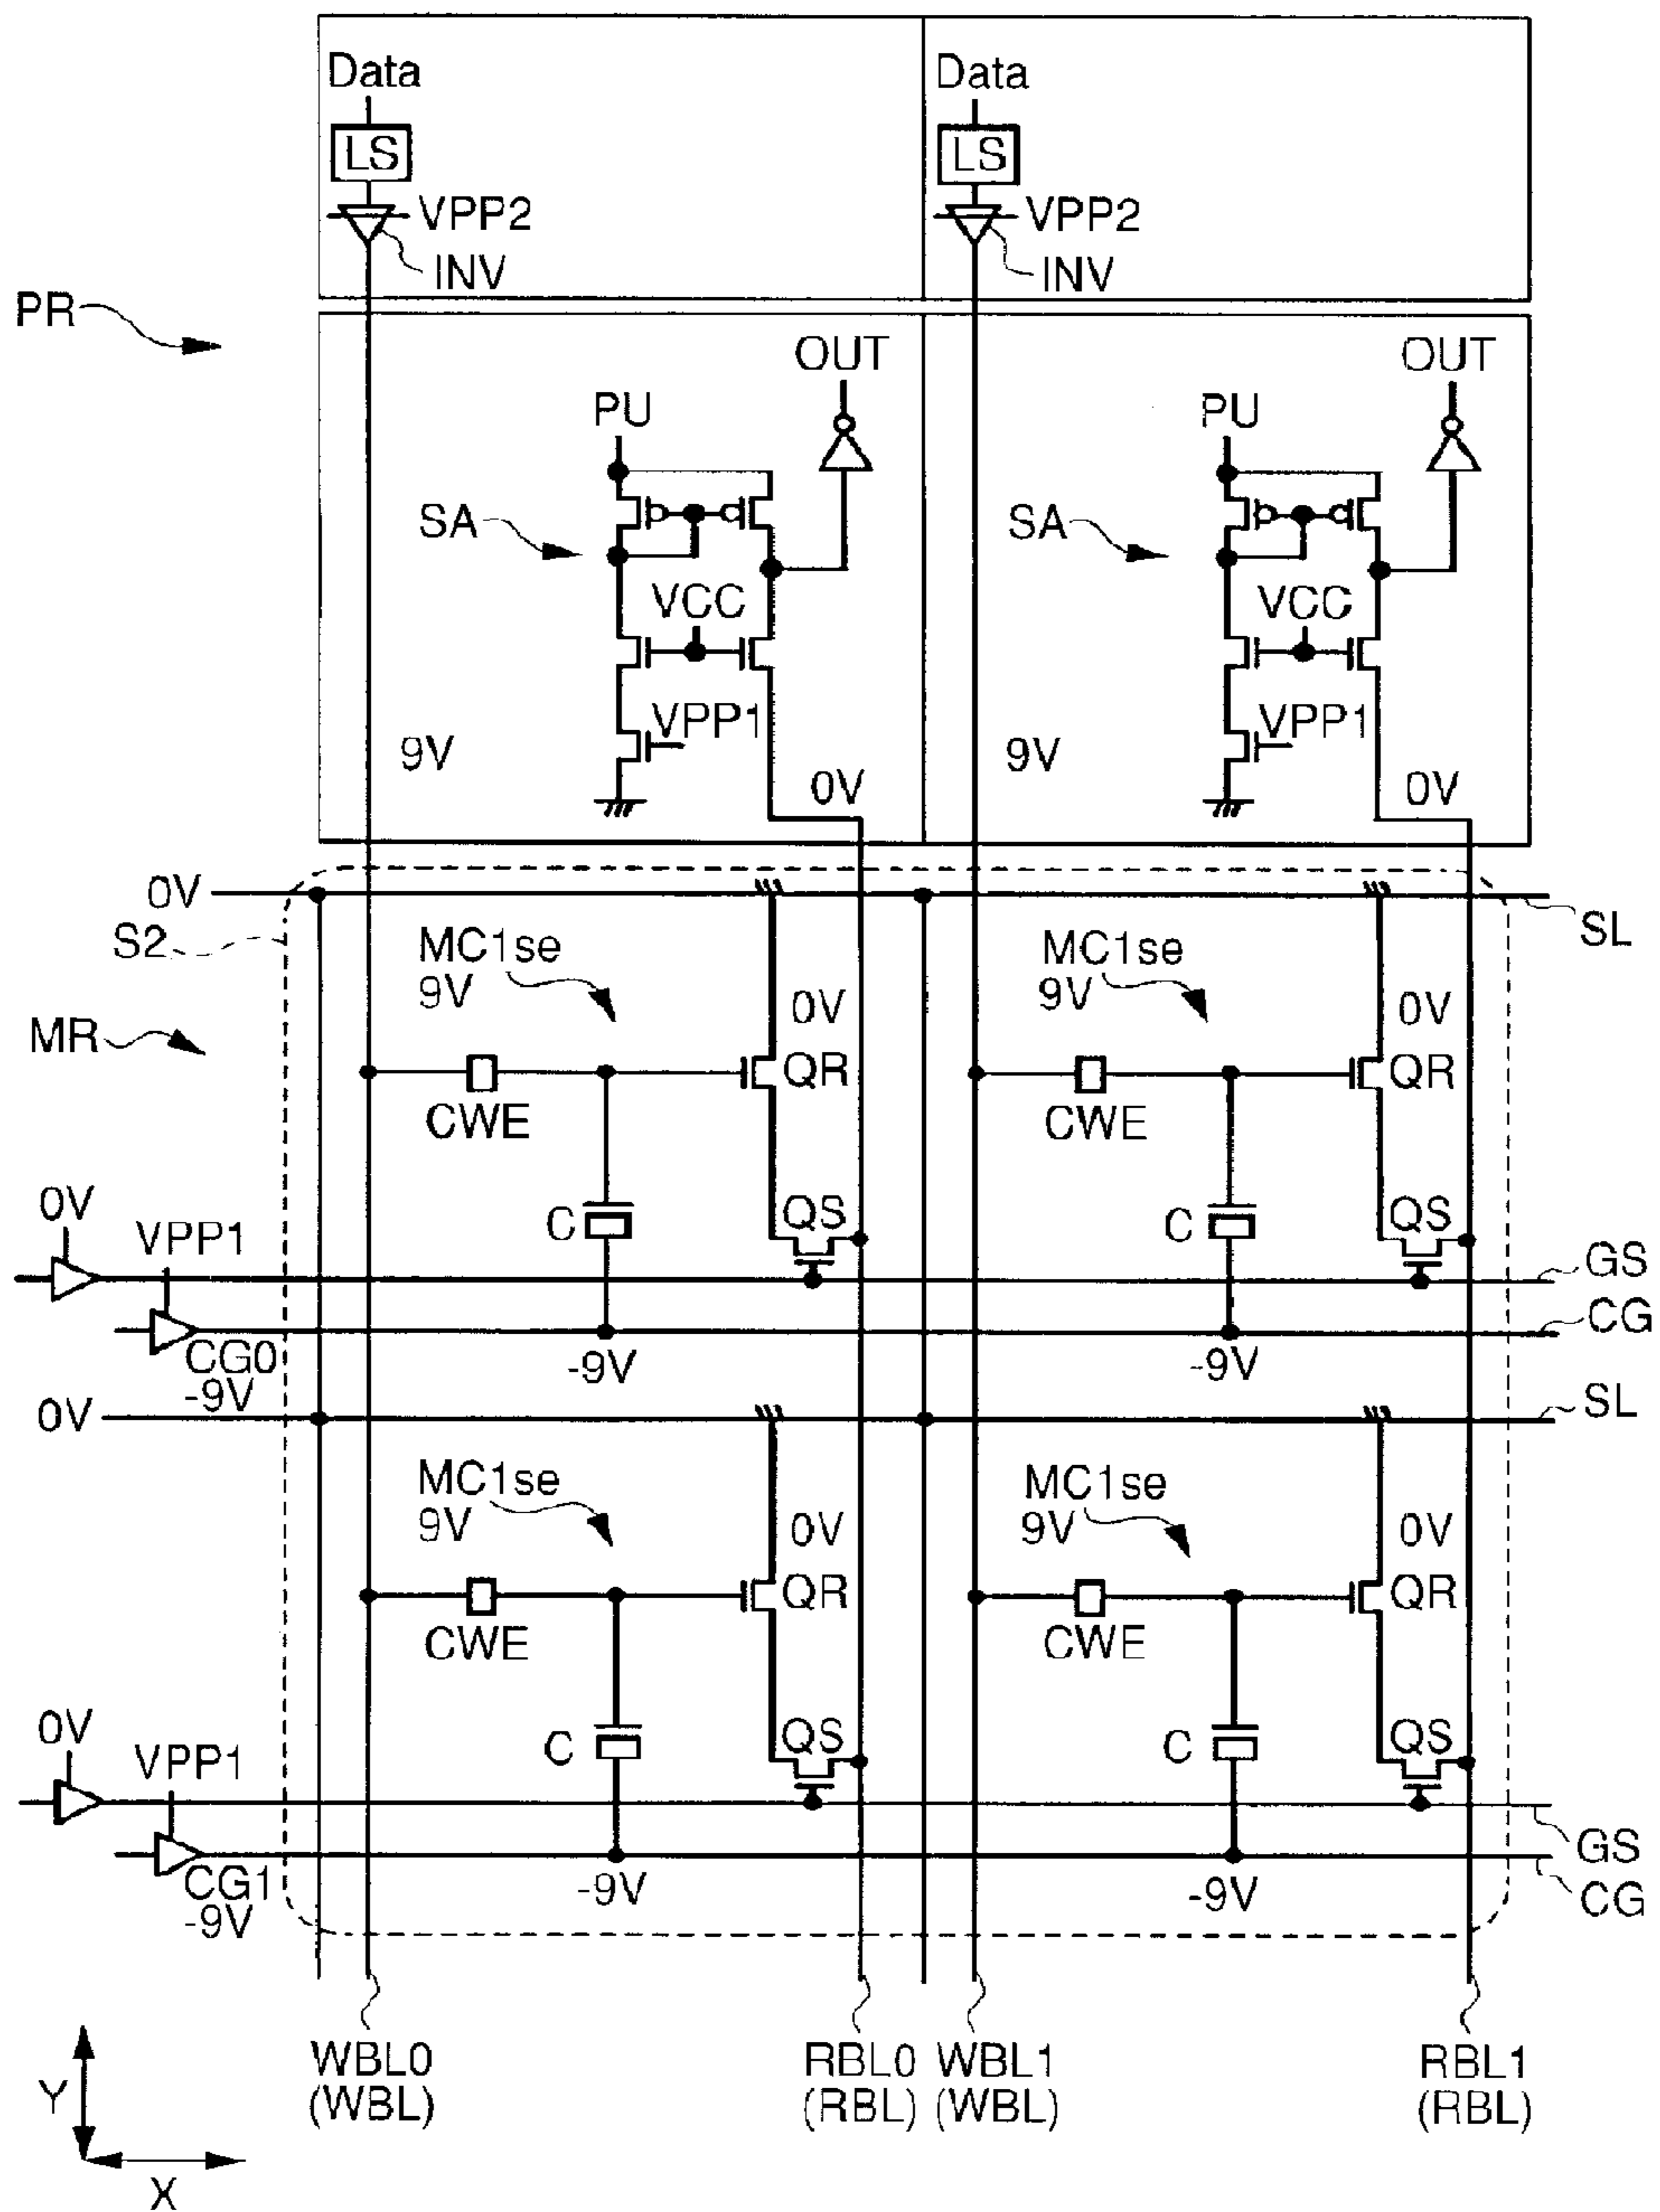 Data Data
LS LS
VPP2 VPP2
INV INV
PR
OUT OUT
PU PU
SA SA
VCC VCC
VPP1 VPP1
9V 9V
0V 0V
0V
S2
SL
MC1se MC1se
9V 9V
0V 0V
MR
QR QR
CWE CWE
0V
VPP1
C QS C QS
GS
CG
CG0
-9V
-9V -9V
0V
SL
MC1se MC1se
9V 9V
0V 0V
QR QR
CWE CWE
0V
VPP1
C QS C QS
GS
CG
CG1
-9V
-9V -9V
WBL0
(WBL)
RBL0
(RBL)
WBL1
(WBL)
RBL1
(RBL)
Y
X